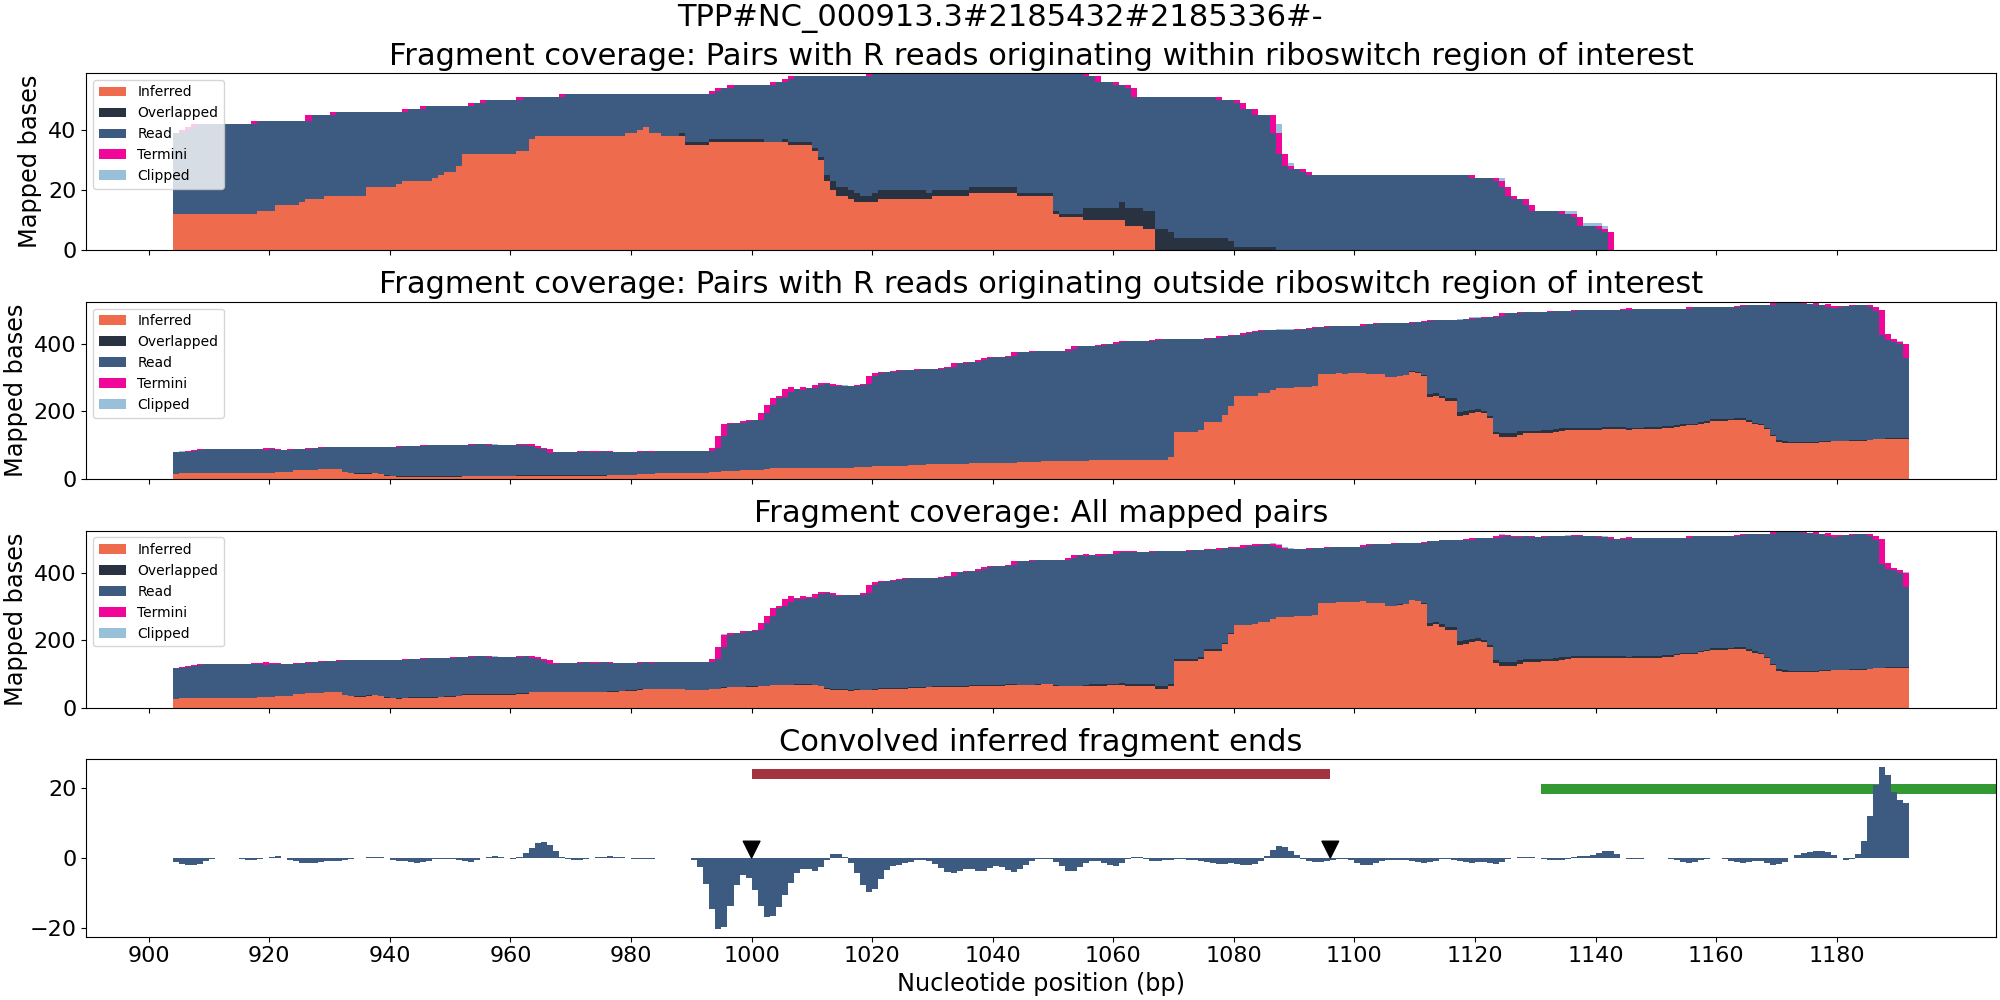 TPP#NC_000913.3#2185432#2185336#-
Fragment coverage: Pairs with R reads originating within riboswitch region of interest
Mapped bases
40
20
0
Inferred
Overlapped
Read
Termini
Clipped
Fragment coverage: Pairs with R reads originating outside riboswitch region of interest
Mapped bases
400
200
0
Inferred
Overlapped
Read
Termini
Clipped
Fragment coverage: All mapped pairs
Mapped bases
400
200
0
Inferred
Overlapped
Read
Termini
Clipped
Convolved inferred fragment ends
20
0
−20
900 920 940 960 980 1000 1020 1040 1060 1080 1100 1120 1140 1160 1180
Nucleotide position (bp)